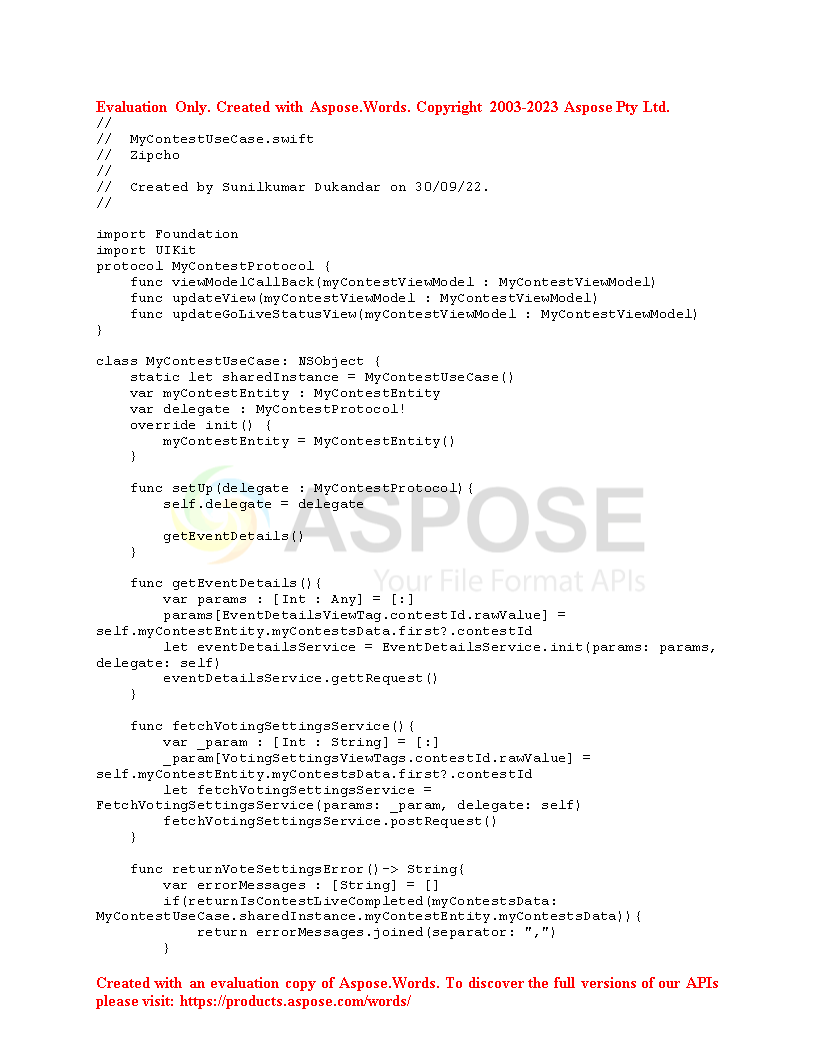 Evaluation Only. Created with Aspose.Words. Copyright 2003-2023 Aspose Pty Ltd.
//
//  MyContestUseCase.swift
//  Zipcho
//
//  Created by Sunilkumar Dukandar on 30/09/22.
//

import Foundation
import UIKit
protocol MyContestProtocol {
    func viewModelCallBack(myContestViewModel : MyContestViewModel)
    func updateView(myContestViewModel : MyContestViewModel)
    func updateGoLiveStatusView(myContestViewModel : MyContestViewModel)
}

class MyContestUseCase: NSObject {
    static let sharedInstance = MyContestUseCase()
    var myContestEntity : MyContestEntity
    var delegate : MyContestProtocol!
    override init() {
        myContestEntity = MyContestEntity()
    }

    func setUp(delegate : MyContestProtocol){
        self.delegate = delegate
ASPOSE
        getEventDetails()
    }
Your File Format APIs
    func getEventDetails(){
        var params : [Int : Any] = [:]
        params[EventDetailsViewTag.contestId.rawValue] =
self.myContestEntity.myContestsData.first?.contestId
        let eventDetailsService = EventDetailsService.init(params: params,
delegate: self)
        eventDetailsService.gettRequest()
    }

    func fetchVotingSettingsService(){
        var _param : [Int : String] = [:]
        _param[VotingSettingsViewTags.contestId.rawValue] =
self.myContestEntity.myContestsData.first?.contestId
        let fetchVotingSettingsService =
FetchVotingSettingsService(params: _param, delegate: self)
        fetchVotingSettingsService.postRequest()
    }

    func returnVoteSettingsError()-> String{
        var errorMessages : [String] = []
        if(returnIsContestLiveCompleted(myContestsData:
MyContestUseCase.sharedInstance.myContestEntity.myContestsData)){
            return errorMessages.joined(separator: ",")
        }

Created with an evaluation copy of Aspose.Words. To discover the full versions of our APIs
please visit: https://products.aspose.com/words/